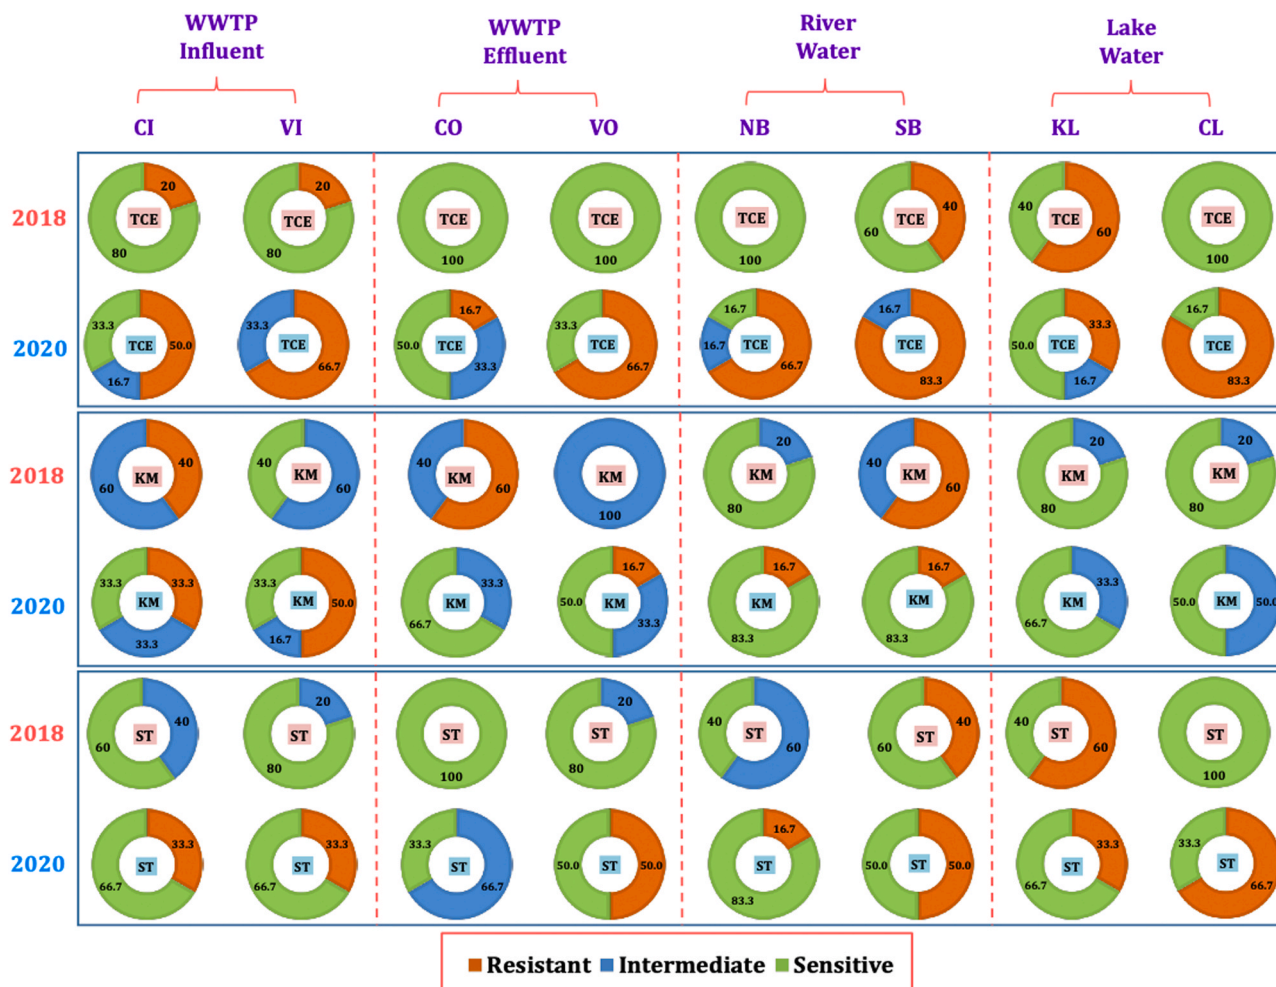 WWTP
Influent
WWTP
Effluent
River
Water
Lake
Water
CI VI CO VO NB SB KL CL
2018
20 80 TCE
20 80 TCE
100 TCE
100 TCE
100 TCE
40 60 TCE
60 40 TCE
100 TCE
2020
50.0 16.7 33.3 TCE
66.7 33.3 TCE
16.7 33.3 50.0 TCE
66.7 33.3 TCE
66.7 16.7 16.7 TCE
83.3 16.7 TCE
33.3 16.7 50.0 TCE
83.3 16.7 TCE
2018
40 60 KM
60 40 KM
60 40 KM
100 KM
20 80 KM
60 40 KM
20 80 KM
20 80 KM
2020
33.3 33.3 33.3 KM
50.0 16.7 33.3 KM
33.3 66.7 KM
16.7 33.3 50.0 KM
16.7 83.3 KM
16.7 83.3 KM
33.3 66.7 KM
50.0 50.0 KM
2018
40 60 ST
20 80 ST
100 ST
20 80 ST
60 40 ST
40 60 ST
60 40 ST
100 ST
2020
33.3 66.7 ST
33.3 66.7 ST
66.7 33.3 ST
50.0 50.0 ST
16.7 83.3 ST
50.0 50.0 ST
33.3 66.7 ST
66.7 33.3 ST
Resistant Intermediate Sensitive